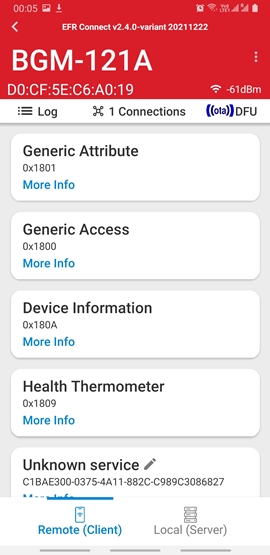 00:05
EFR Connect v2.4.0-variant 20211222
BGM-121A
D0:CF:5E:C6:A0:19
-61dBm
Log
1 Connections
((ota))DFU
Generic Attribute
0x1801
More Info
Generic Access
0x1800
More Info
Device Information
0x180A
More Info
Health Thermometer
0x1809
More Info
Unknown service
C1BAE300-0375-4A11-882C-C989C3086827
More Info
Remote (Client)
Local (Server)